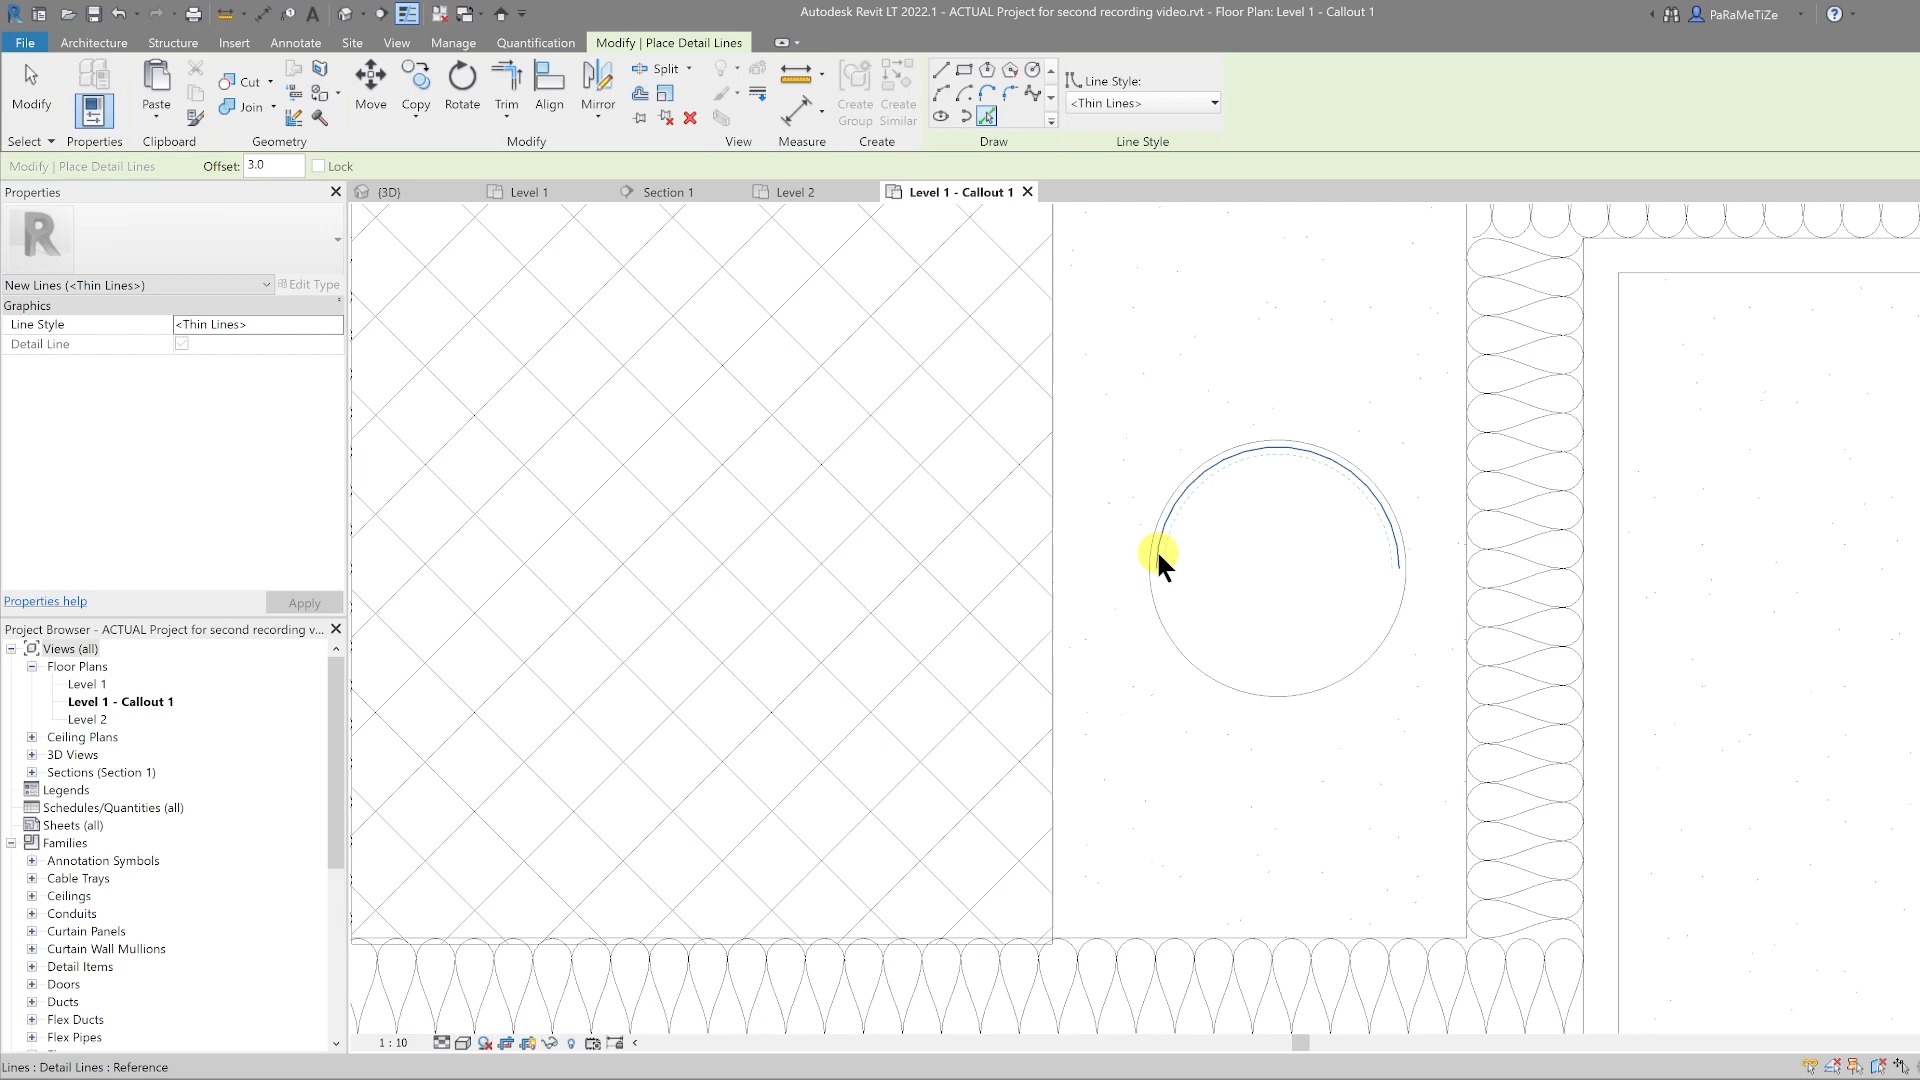 Autodesk Revit LT 2022.1 - ACTUAL Project for second recording video.rvt - Floor Plan: Level 1 - Callout 1
PaRaMeTiZe
File Architecture Structure Insert Annotate Site View Manage Quantification Modify | Place Detail Lines
Modify Paste Cut Join Move Copy Rotate Trim Align Mirror Split Create Group Create Similar Line Style:
<Thin Lines>
Select Properties Clipboard Geometry Modify View Measure Create Draw Line Style
Modify | Place Detail Lines Offset: 3.0 Lock
Properties {3D} Level 1 Section 1 Level 2 Level 1 - Callout 1
R
New Lines (<Thin Lines>) Edit Type
Graphics
Line Style <Thin Lines>
Detail Line
Properties help Apply
Project Browser - ACTUAL Project for second recording v...
Views (all)
Floor Plans
Level 1
Level 1 - Callout 1
Level 2
Ceiling Plans
3D Views
Sections (Section 1)
Legends
Schedules/Quantities (all)
Sheets (all)
Families
Annotation Symbols
Cable Trays
Ceilings
Conduits
Curtain Panels
Curtain Wall Mullions
Detail Items
Doors
Ducts
Flex Ducts
Flex Pipes
1 : 10
Lines : Detail Lines : Reference